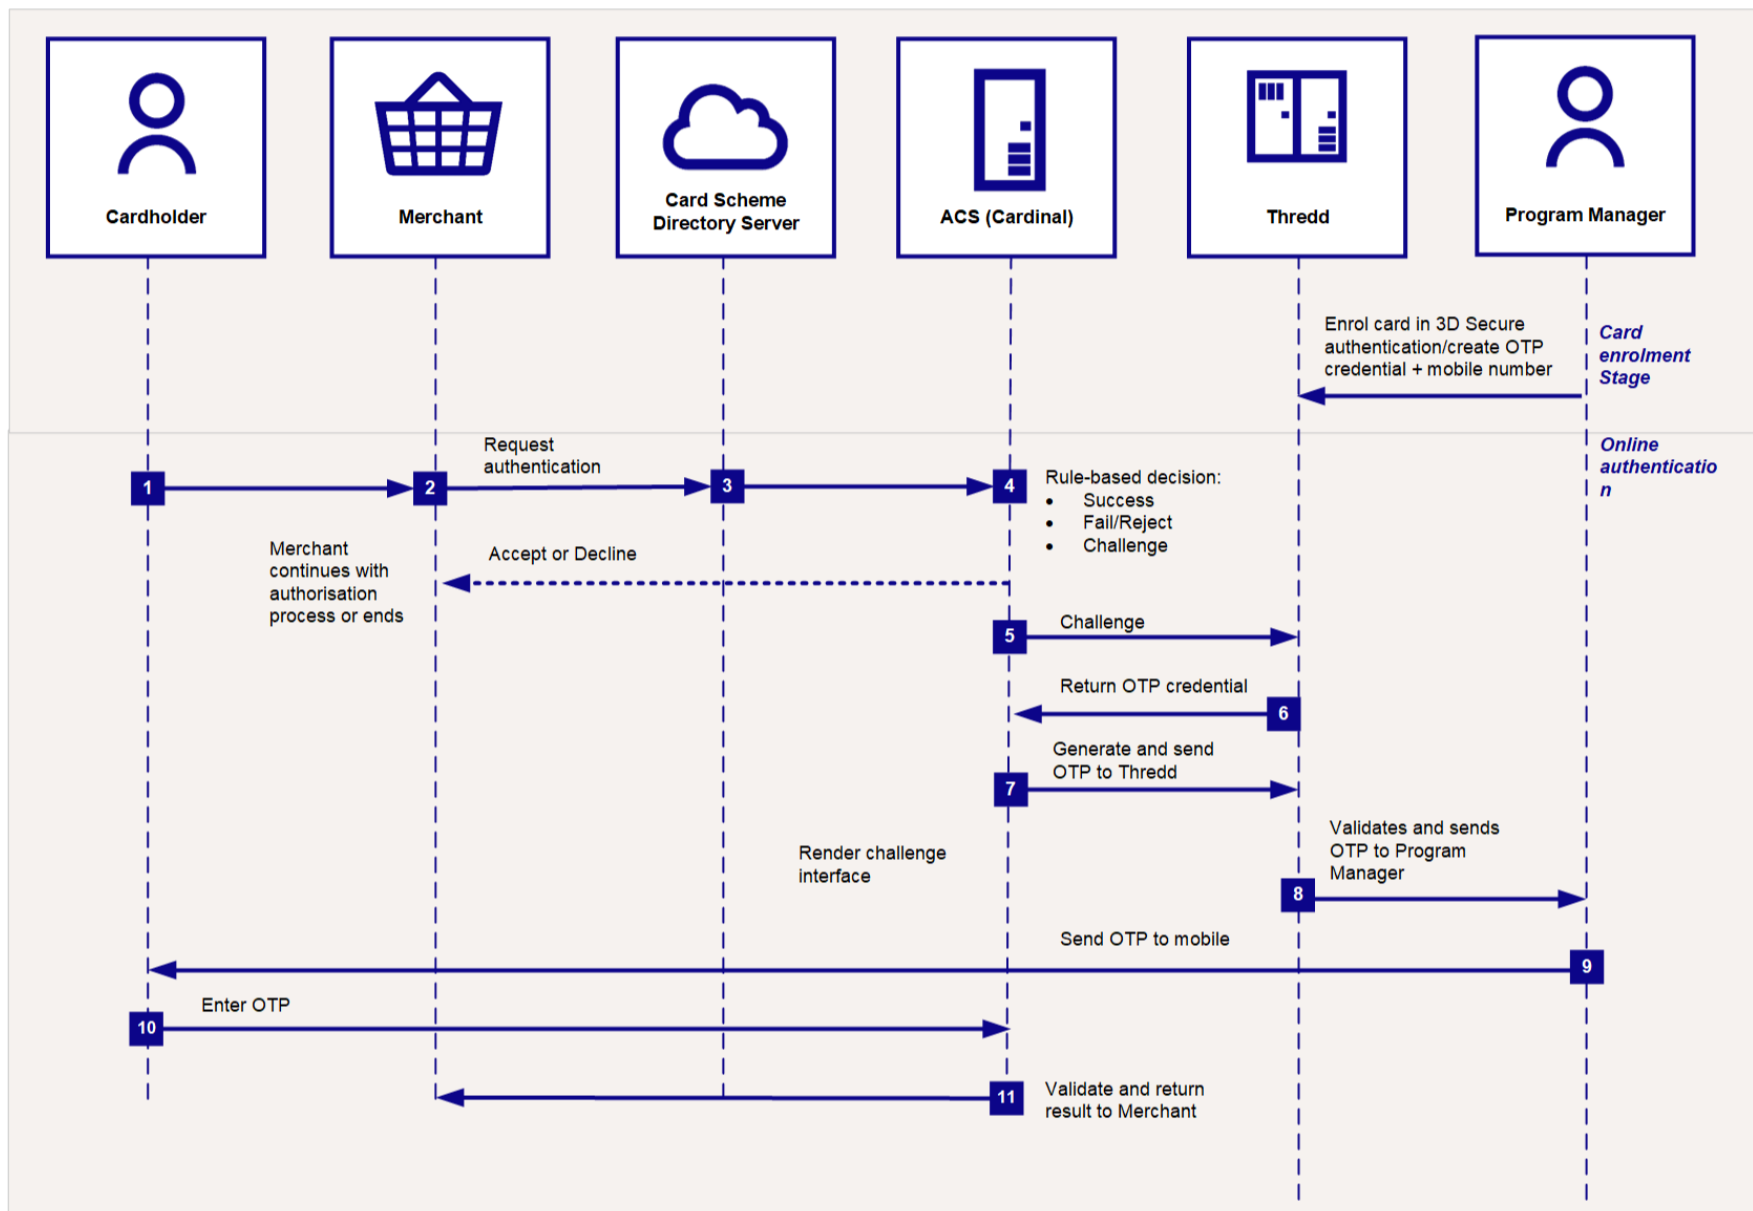 Cardholder
Merchant
Card Scheme
Directory Server
ACS (Cardinal)
Thredd
Program Manager
Enrol card in 3D Secure
authentication/create OTP
credential + mobile number
Card
enrolment
Stage
Online
authenticatio
n
Request
authentication
1
2
3
4
Rule-based decision:
• Success
• Fail/Reject
• Challenge
Merchant
continues with
authorisation
process or ends
Accept or Decline
5
Challenge
Return OTP credential
6
Generate and send
OTP to Thredd
7
Render challenge
interface
Validates and sends
OTP to Program
Manager
8
Send OTP to mobile
9
Enter OTP
10
11
Validate and return
result to Merchant